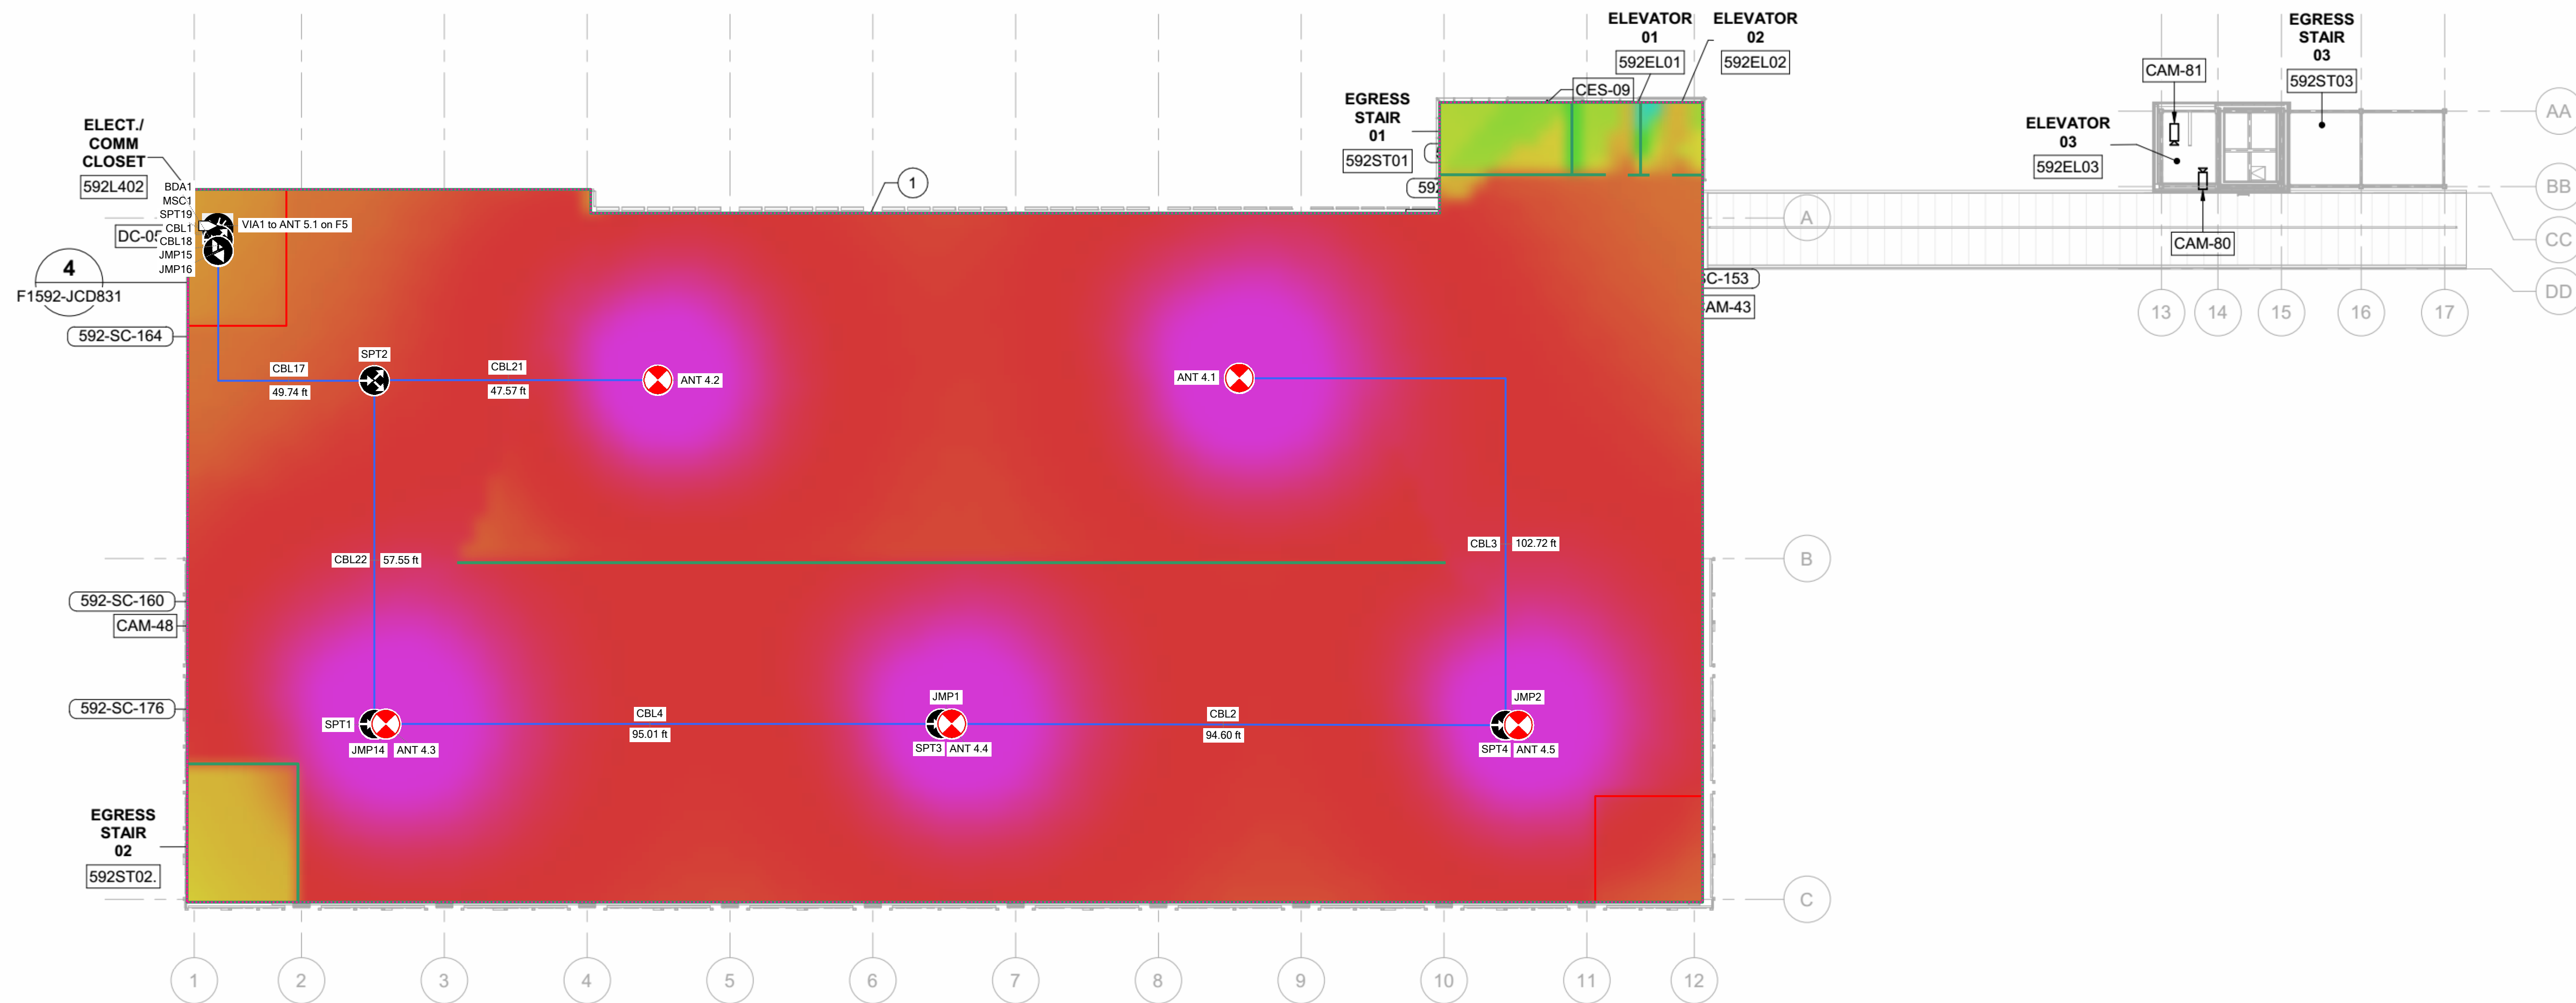 ELEVATOR
01
592EL01
ELEVATOR
02
592EL02
EGRESS
STAIR
03
592ST03
CAM-81
CES-09
EGRESS
STAIR
01
592ST01
ELEVATOR
03
592EL03
AA
BB
CC
DD
CAM-80
13
14
15
16
17
ELECT./
COMM
CLOSET
592L402
BDA1
MSC1
SPT19
CBL1
CBL18
JMP15
JMP16
VIA1 to ANT 5.1 on F5
1
A
4
F1592-JCD831
592-SC-164
SC-153
AM-43
SPT2
CBL17
49.74 ft
CBL21
47.57 ft
ANT 4.2
ANT 4.1
CBL22
57.55 ft
CBL3
102.72 ft
B
592-SC-160
CAM-48
592-SC-176
SPT1
JMP14
ANT 4.3
CBL4
95.01 ft
JMP1
SPT3
ANT 4.4
CBL2
94.60 ft
JMP2
SPT4
ANT 4.5
EGRESS
STAIR
02
592ST02.
C
1
2
3
4
5
6
7
8
9
10
11
12